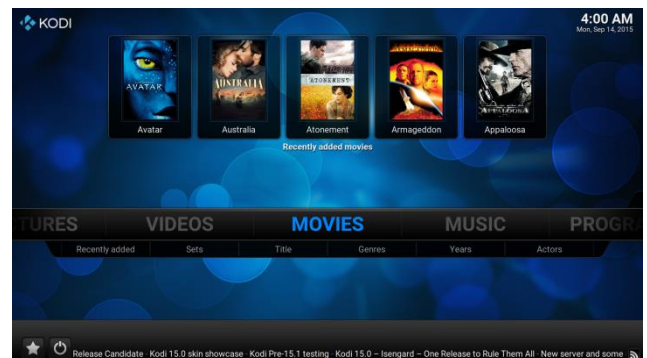 KODI
4:00 AM
Mon, Sep 14, 2015
AVATAR
AUSTRALIA
ATONEMENT
ARMAGEDDON
APPALOOSA
Avatar Australia Atonement Armageddon Appaloosa
Recently added movies
TURES VIDEOS MOVIES MUSIC PROGRA
Recently added Sets Title Genres Years Actors
Release Candidate · Kodi 15.0 skin showcase · Kodi Pre-15.1 testing · Kodi 15.0 – Isengard – One Release to Rule Them All · New server and some